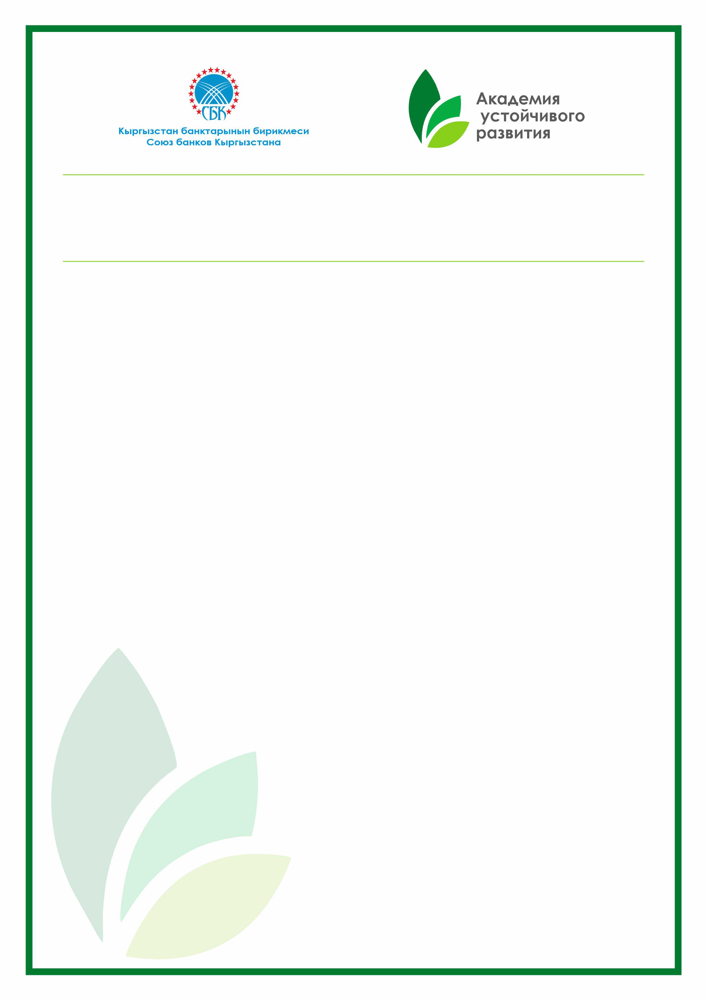 СБК
Кыргызстан банктарынын бирикмеси
Союз банков Кыргызстана
Академия
устойчивого
развития